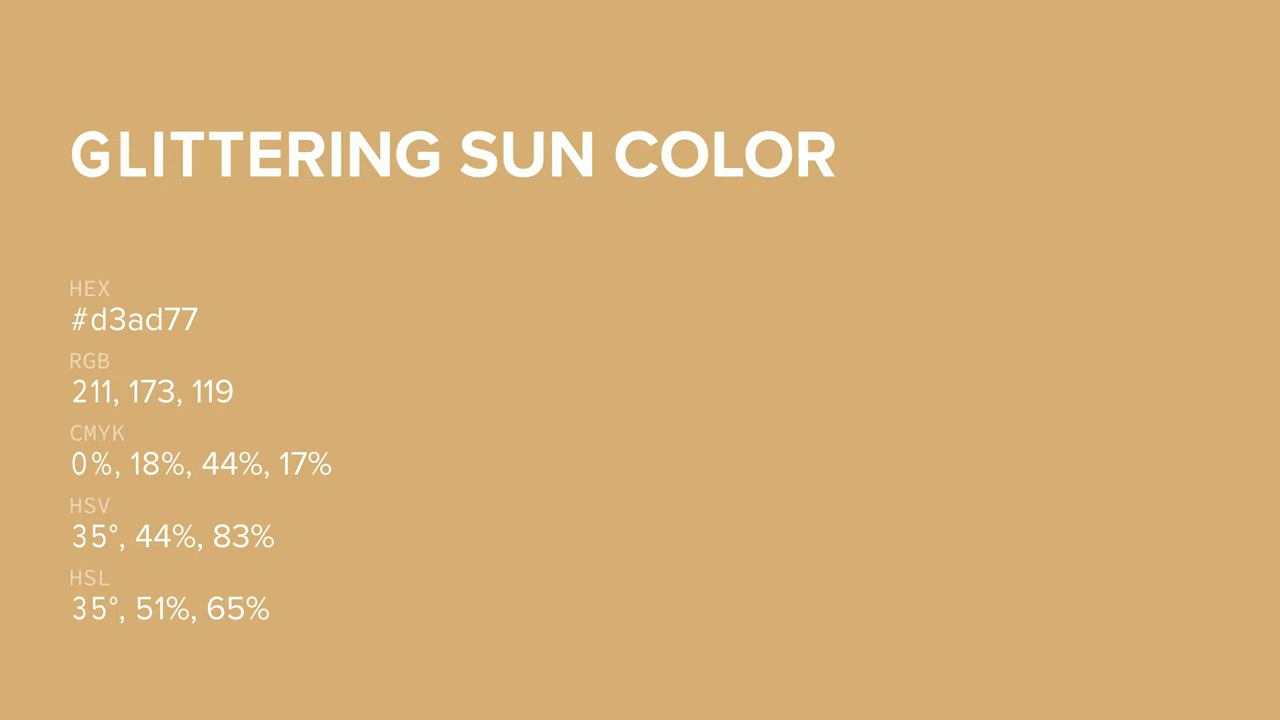 GLITTERING SUN COLOR
HEX
#d3ad77
RGB
211, 173, 119
CMYK
0%, 18%, 44%, 17%
HSV
35°, 44%, 83%
HSL
35°, 51%, 65%